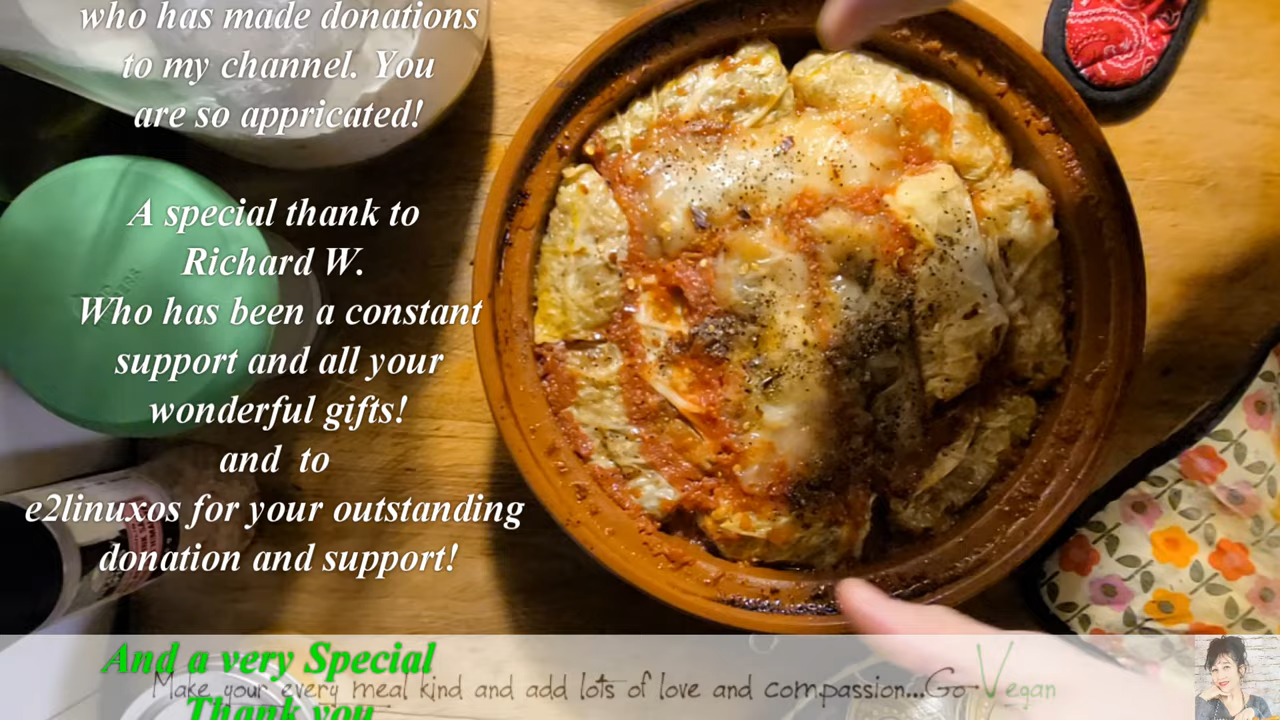 who has made donations
to my channel. You
are so appricated!
A special thank to
Richard W.
Who has been a constant
support and all your
wonderful gifts!
and to
e2linuxos for your outstanding
donation and support!
And a very Special
Make your every meal kind and add lots of love and compassion...Go Vegan
Thank you